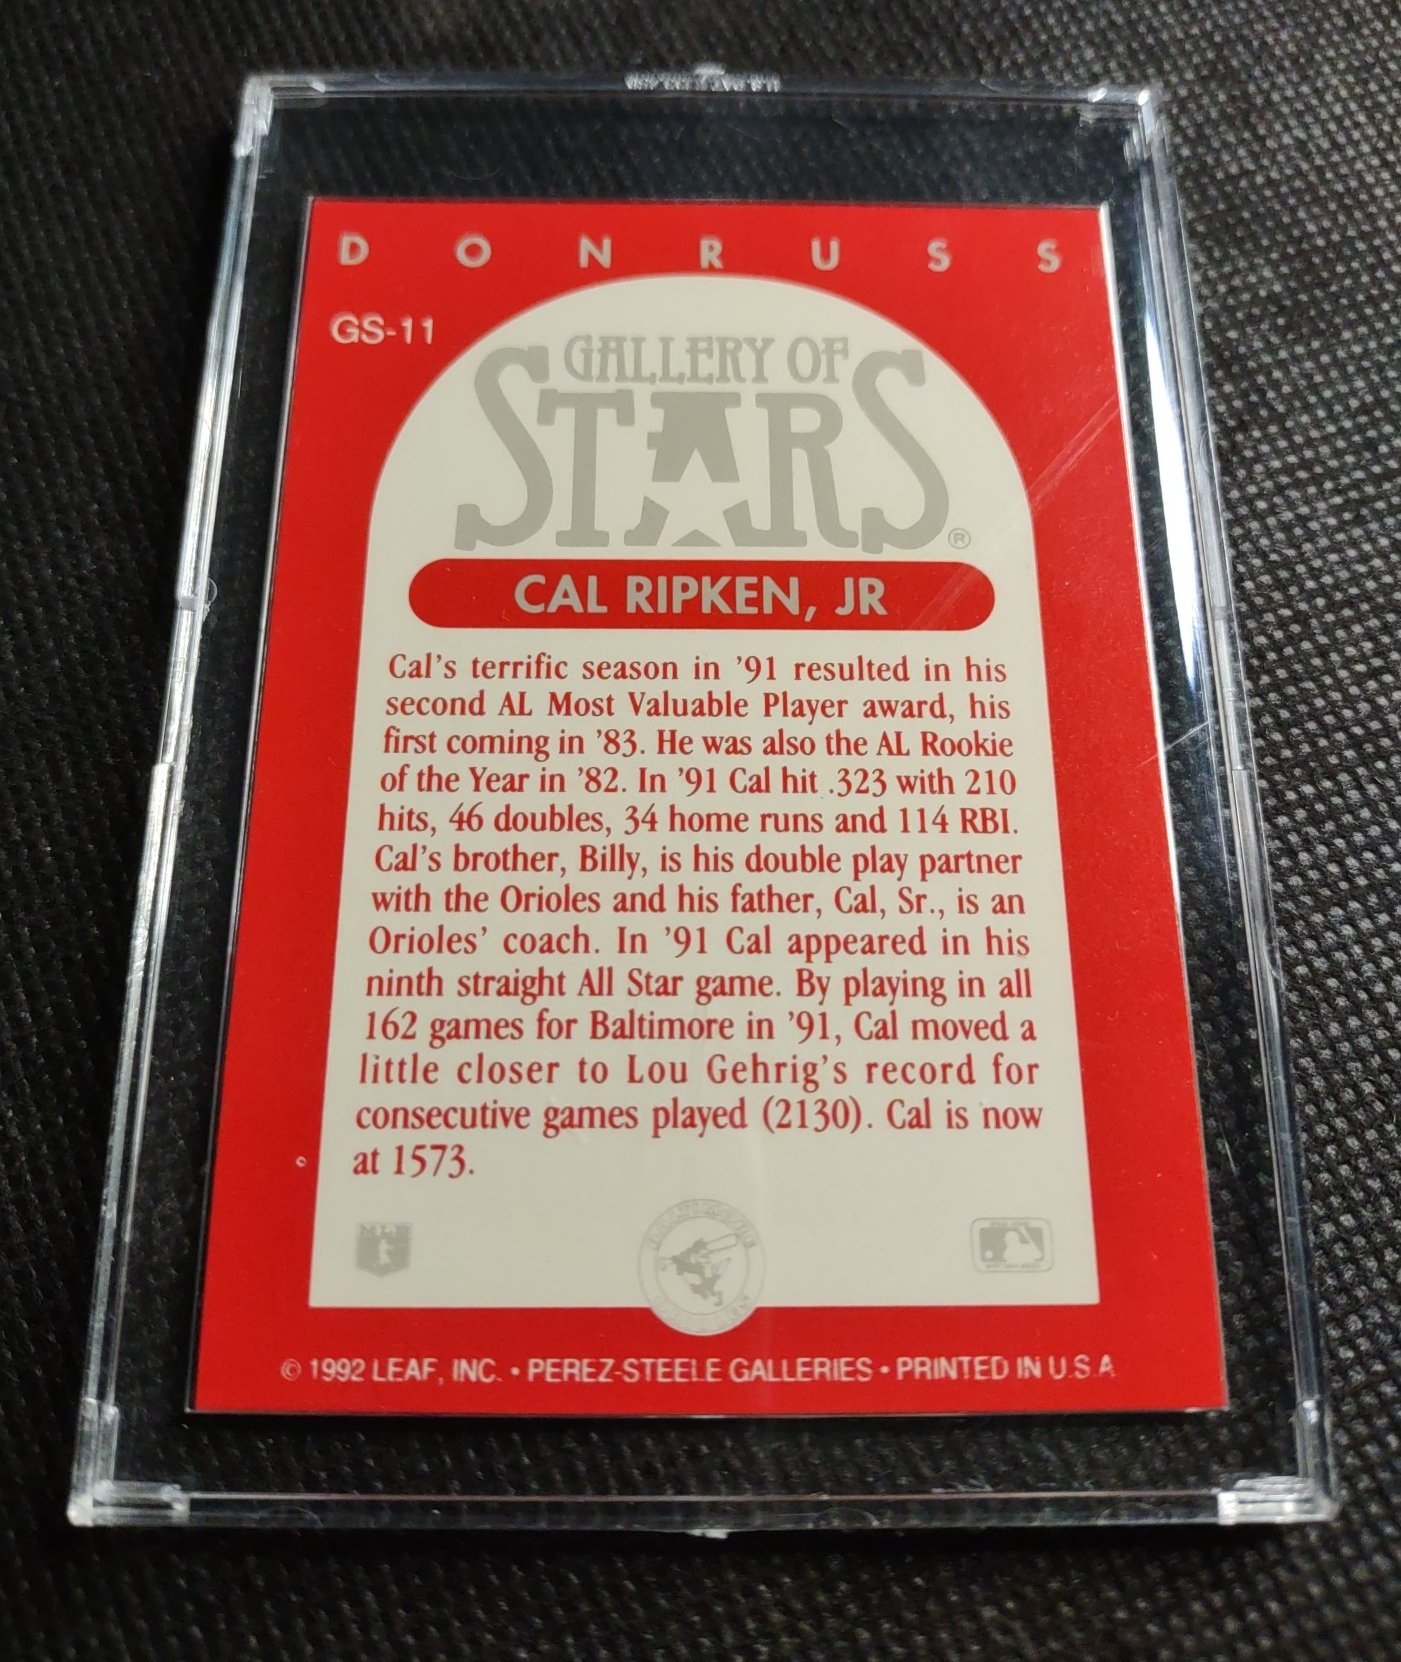 DONRUSS
GS-11
GALLERY OF
STARS®
CAL RIPKEN, JR
Cal's terrific season in '91 resulted in his
second AL Most Valuable Player award, his
first coming in '83. He was also the AL Rookie
of the Year in '82. In '91 Cal hit .323 with 210
hits, 46 doubles, 34 home runs and 114 RBI.
Cal's brother, Billy, is his double play partner
with the Orioles and his father, Cal, Sr., is an
Orioles' coach. In '91 Cal appeared in his
ninth straight All Star game. By playing in all
162 games for Baltimore in '91, Cal moved a
little closer to Lou Gehrig's record for
consecutive games played (2130). Cal is now
at 1573.
© 1992 LEAF, INC. • PEREZ-STEELE GALLERIES • PRINTED IN U.S.A.